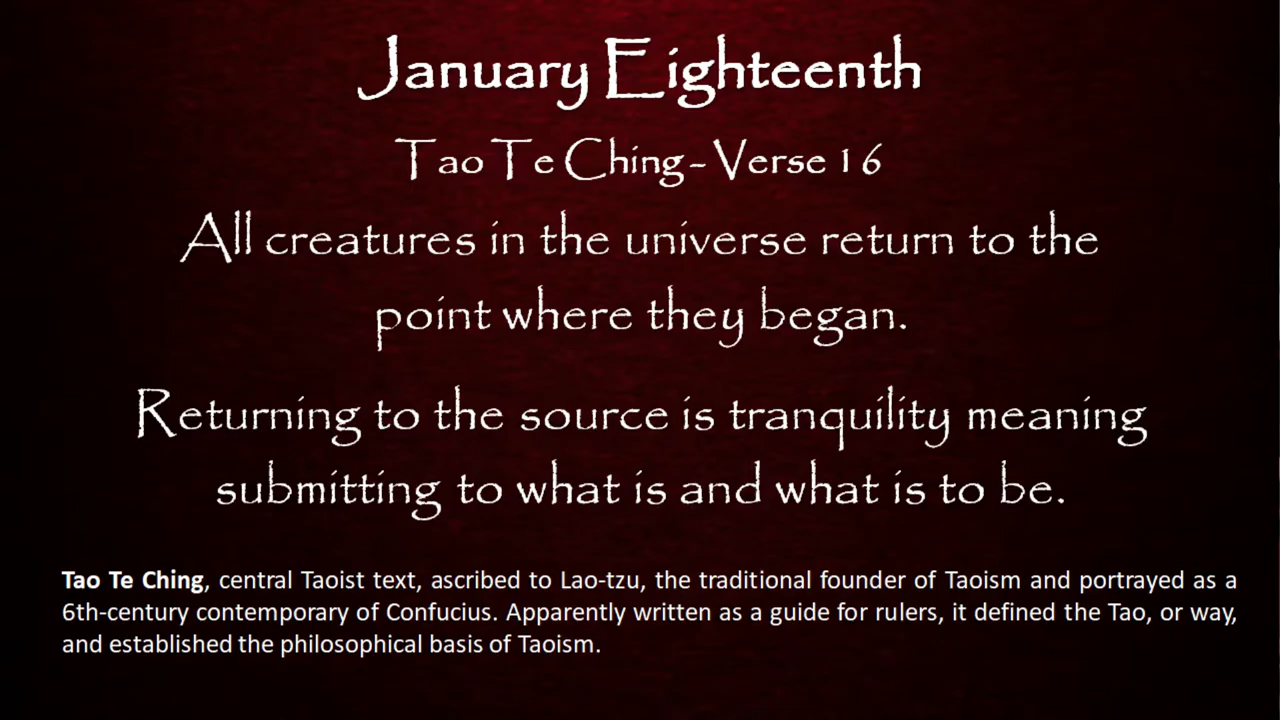 January Eighteenth
Tao Te Ching – Verse 16
All creatures in the universe return to the
point where they began.
Returning to the source is tranquility meaning
submitting to what is and what is to be.
Tao Te Ching, central Taoist text, ascribed to Lao-tzu, the traditional founder of Taoism and portrayed as a
6th-century contemporary of Confucius. Apparently written as a guide for rulers, it defined the Tao, or way,
and established the philosophical basis of Taoism.